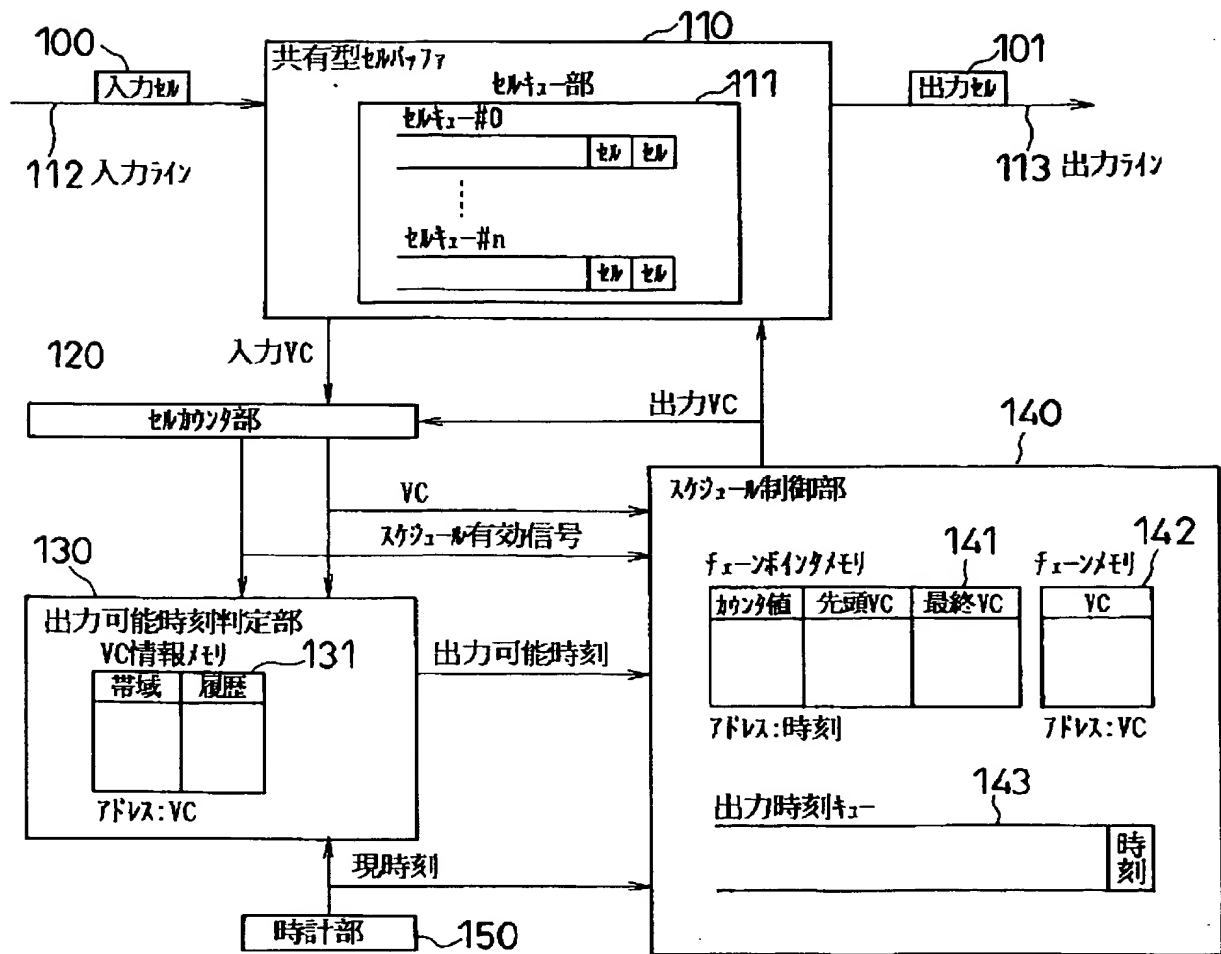 100
110
101
共有型ｾﾙﾊﾞｯﾌｧ
入力ｾﾙ
ｾﾙｷｭｰ部
111
出力ｾﾙ
ｾﾙｷｭｰ#0
ｾﾙ ｾﾙ
112 入力ﾗｲﾝ
113 出力ﾗｲﾝ
ｾﾙｷｭｰ#n
ｾﾙ ｾﾙ
120
入力VC
ｾﾙｶｳﾝﾀ部
出力VC
140
VC
ｽｹｼﾞｭｰﾙ制御部
ｽｹｼﾞｭｰﾙ有効信号
130
141
142
ﾁｪｰﾝﾎﾟｲﾝﾀﾒﾓﾘ
ﾁｪｰﾝﾒﾓﾘ
ｶｳﾝﾀ値 先頭VC 最終VC
VC
出力可能時刻判定部
VC情報ﾒﾓﾘ
131
出力可能時刻
帯域 履歴
ｱﾄﾞﾚｽ:時刻
ｱﾄﾞﾚｽ:VC
ｱﾄﾞﾚｽ:VC
143
出力時刻ｷｭｰ
時刻
現時刻
時計部
150